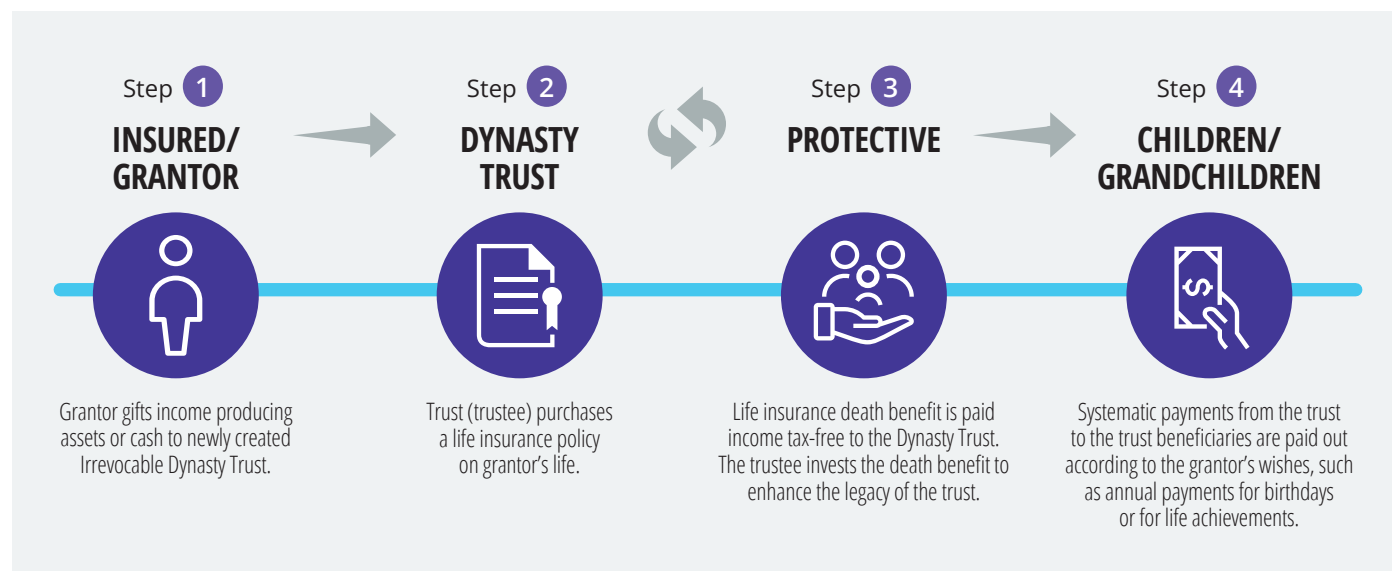 Step 1
INSURED/
GRANTOR
Grantor gifts income producing
assets or cash to newly created
Irrevocable Dynasty Trust.
Step 2
DYNASTY
TRUST
Trust (trustee) purchases
a life insurance policy
on grantor's life.
Step 3
PROTECTIVE
Life insurance death benefit is paid
income tax-free to the Dynasty Trust.
The trustee invests the death benefit to
enhance the legacy of the trust.
Step 4
CHILDREN/
GRANDCHILDREN
$
Systematic payments from the trust
to the trust beneficiaries are paid out
according to the grantor's wishes, such
as annual payments for birthdays
or for life achievements.